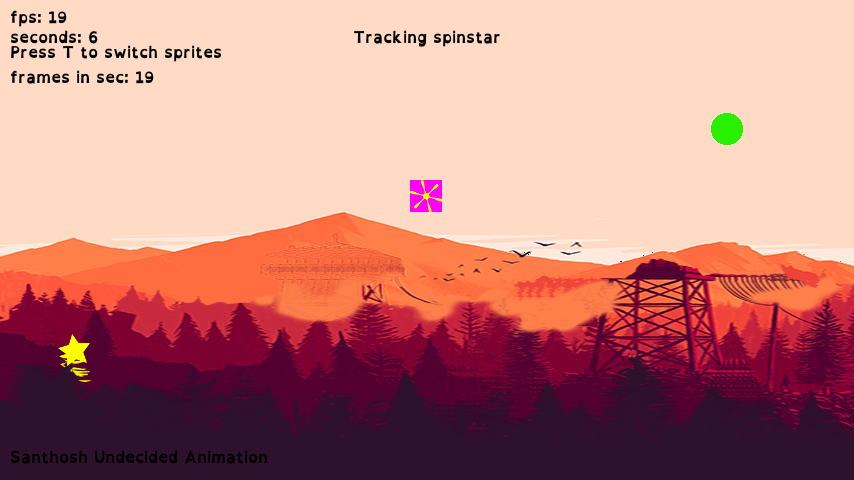 fps: 19
seconds: 6
Press T to switch sprites
frames in sec: 19
Tracking spinstar
Santhosh Undecided Animation